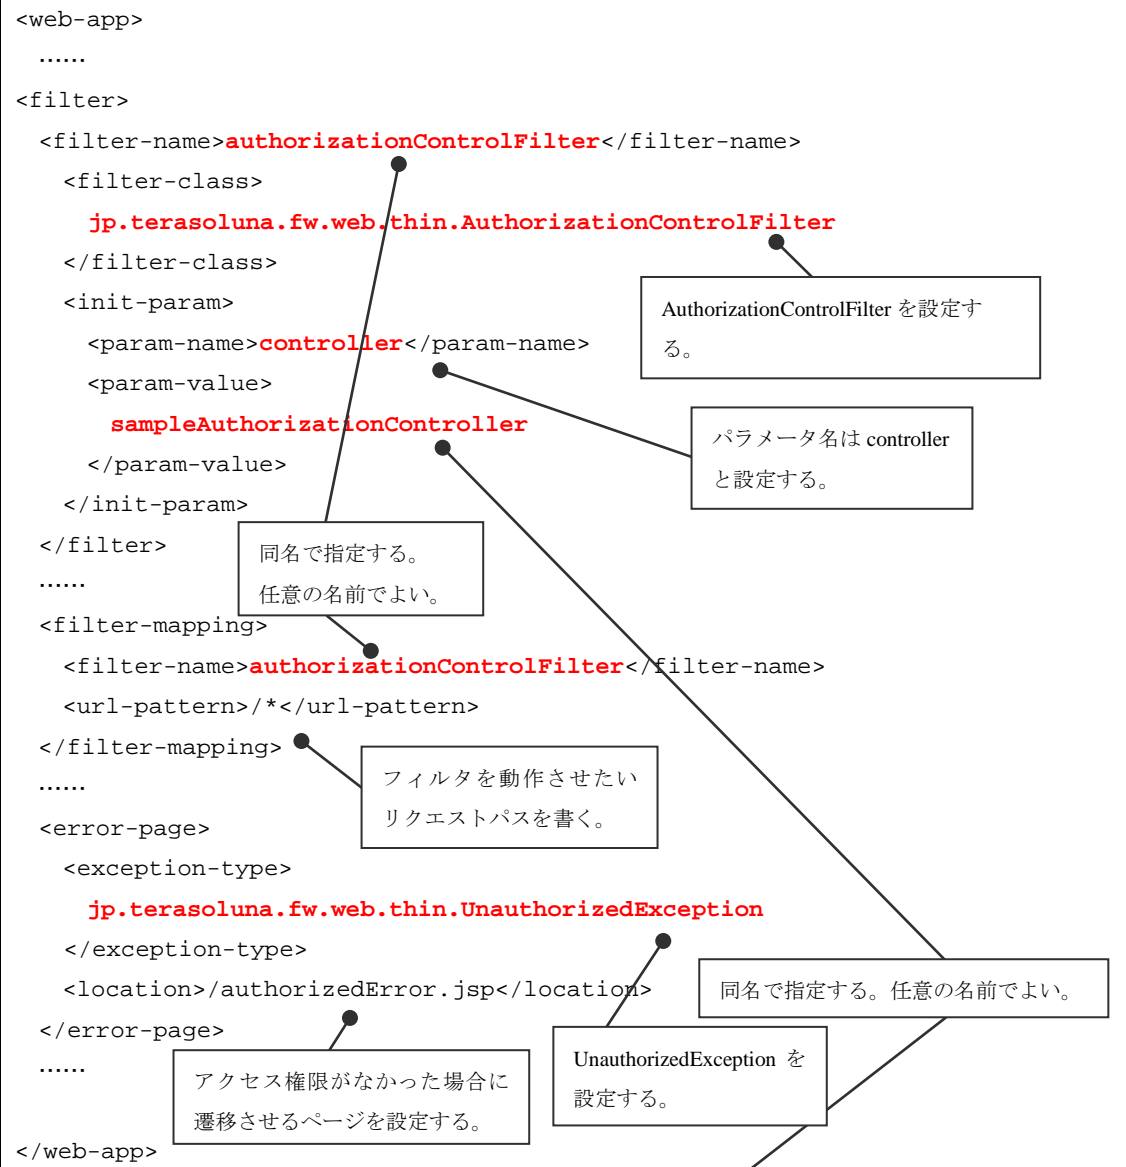 <web-app>
……
<filter>
<filter-name>authorizationControlFilter</filter-name>
<filter-class>
jp.terasoluna.fw.web.thin.AuthorizationControlFilter
</filter-class>
<init-param>
AuthorizationControlFilter を設定す
る。
<param-name>controller</param-name>
<param-value>
sampleAuthorizationController
パラメータ名は controller
と設定する。
</param-value>
</init-param>
</filter>
同名で指定する。
任意の名前でよい。
……
<filter-mapping>
<filter-name>authorizationControlFilter</filter-name>
<url-pattern>/*</url-pattern>
</filter-mapping>
フィルタを動作させたい
リクエストパスを書く。
……
<error-page>
<exception-type>
jp.terasoluna.fw.web.thin.UnauthorizedException
</exception-type>
<location>/authorizedError.jsp</location>
同名で指定する。任意の名前でよい。
</error-page>
UnauthorizedException を
設定する。
……
アクセス権限がなかった場合に
遷移させるページを設定する。
</web-app>